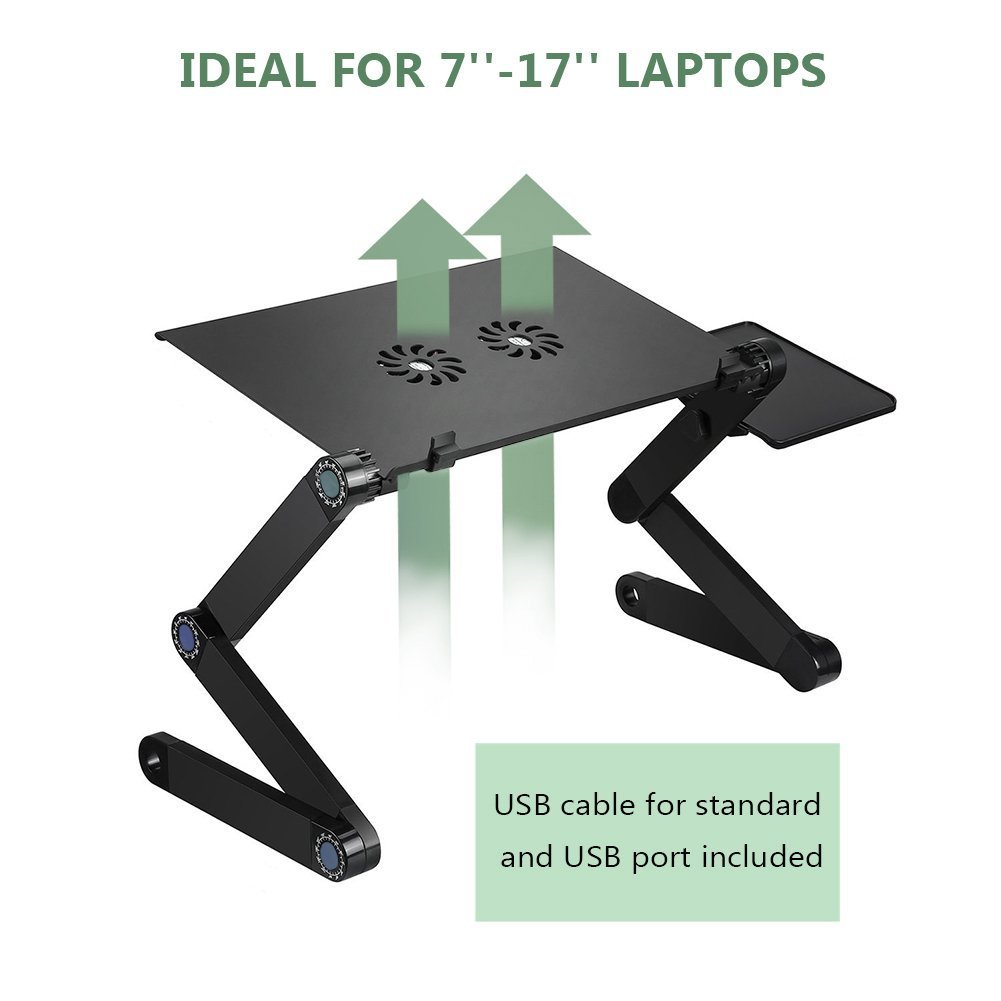 IDEAL FOR 7''-17'' LAPTOPS
USB cable for standard
and USB port included